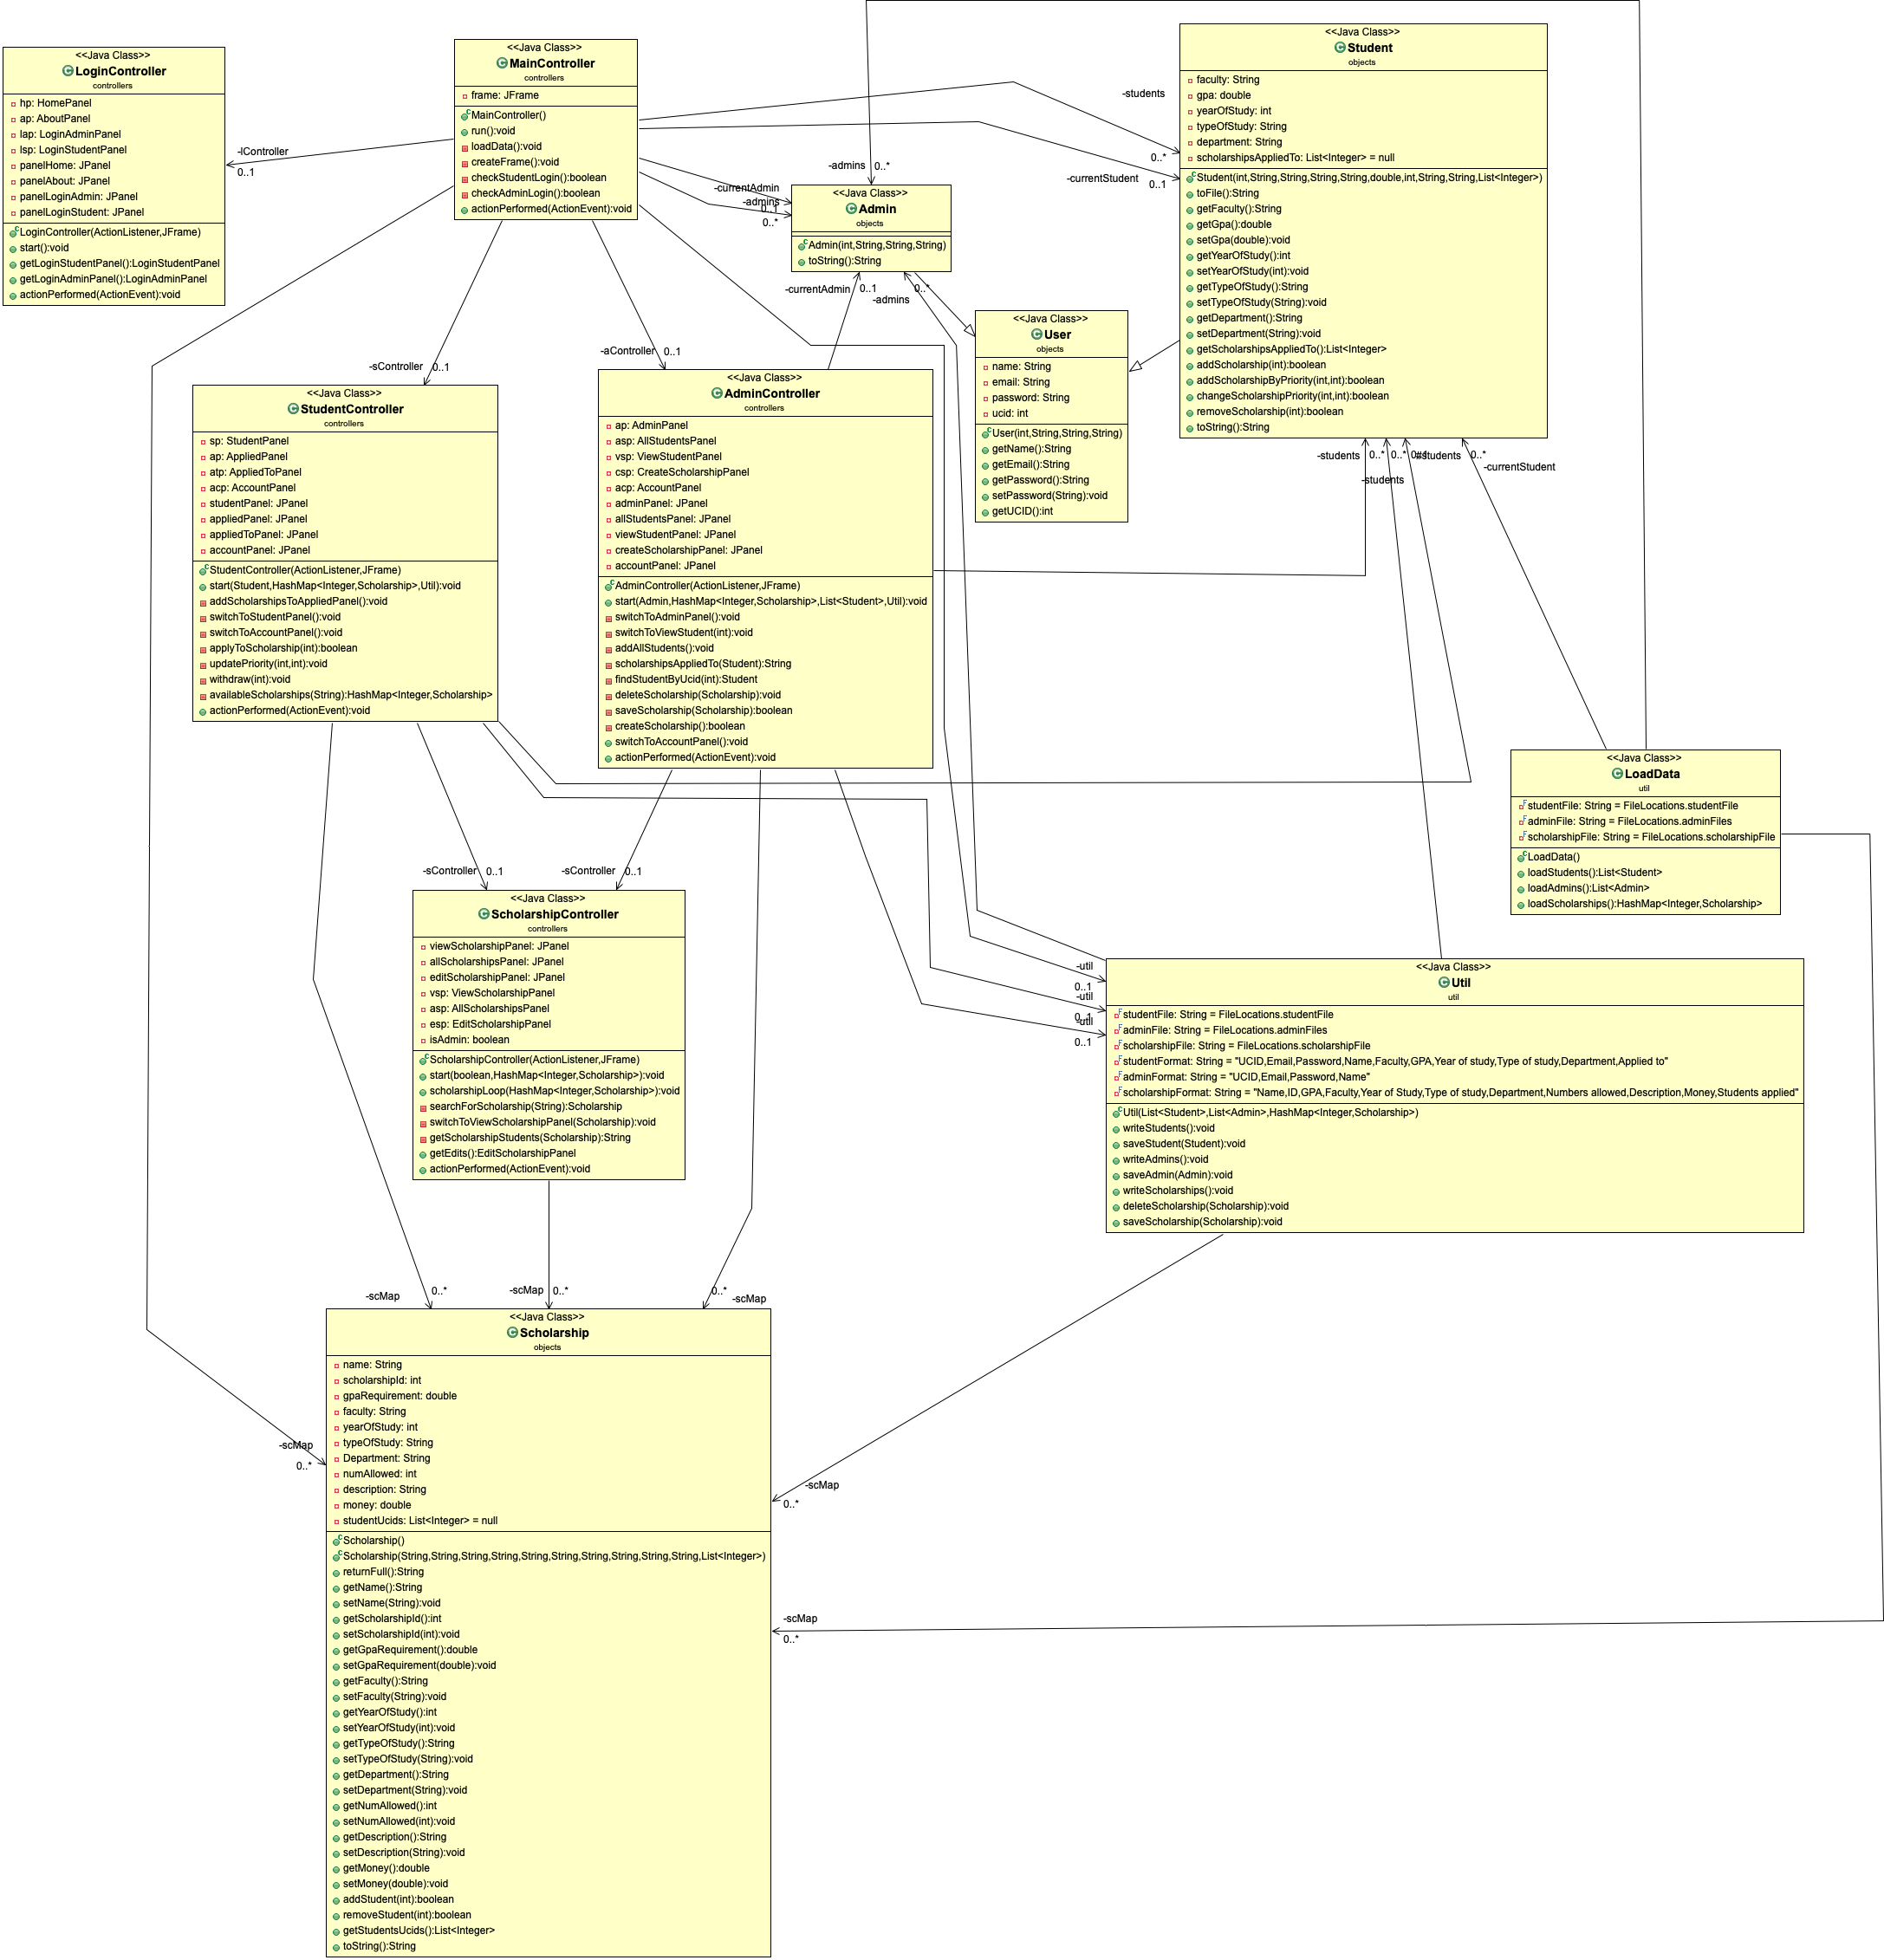 <<Java Class>>
LoginController
controllers
hp: HomePanel
ap: AboutPanel
lap: LoginAdminPanel
lsp: LoginStudentPanel
panelHome: JPanel
panelAbout: JPanel
panelLoginAdmin: JPanel
panelLoginStudent: JPanel
LoginController(ActionListener,JFrame)
start():void
getLoginStudentPanel():LoginStudentPanel
getLoginAdminPanel():LoginAdminPanel
actionPerformed(ActionEvent):void
<<Java Class>>
MainController
controllers
frame: JFrame
MainController()
run():void
loadData():void
createFrame():void
checkStudentLogin():boolean
checkAdminLogin():boolean
actionPerformed(ActionEvent):void
-lController
0..1
-students
0..*
-currentStudent
0..1
-admins
0..*
-currentAdmin
0..1
-admins
0..*
<<Java Class>>
Admin
objects
Admin(int,String,String,String)
toString():String
<<Java Class>>
Student
objects
faculty: String
gpa: double
yearOfStudy: int
typeOfStudy: String
department: String
scholarshipsAppliedTo: List<Integer> = null
Student(int,String,String,String,String,double,int,String,String,List<Integer>)
toFile():String
getFaculty():String
getGpa():double
setGpa(double):void
getYearOfStudy():int
setYearOfStudy(int):void
getTypeOfStudy():String
setTypeOfStudy(String):void
getDepartment():String
setDepartment(String):void
getScholarshipsAppliedTo():List<Integer>
addScholarship(int):boolean
addScholarshipByPriority(int,int):boolean
changeScholarshipPriority(int,int):boolean
removeScholarship(int):boolean
toString():String
-currentAdmin
0..1
-admins
0..*
<<Java Class>>
User
objects
name: String
email: String
password: String
ucid: int
User(int,String,String,String)
getName():String
getEmail():String
getPassword():String
setPassword(String):void
getUCID():int
-sController
0..1
-aController
0..1
<<Java Class>>
StudentController
controllers
sp: StudentPanel
ap: AppliedPanel
atp: AppliedToPanel
acp: AccountPanel
studentPanel: JPanel
appliedPanel: JPanel
appliedToPanel: JPanel
accountPanel: JPanel
StudentController(ActionListener,JFrame)
start(Student,HashMap<Integer,Scholarship>,Util):void
addScholarshipsToAppliedPanel():void
switchToStudentPanel():void
switchToAccountPanel():void
applyToScholarship(int):boolean
updatePriority(int,int):void
withdraw(int):void
availableScholarships(String):HashMap<Integer,Scholarship>
actionPerformed(ActionEvent):void
<<Java Class>>
AdminController
controllers
ap: AdminPanel
asp: AllStudentsPanel
vsp: ViewStudentPanel
csp: CreateScholarshipPanel
acp: AccountPanel
adminPanel: JPanel
allStudentsPanel: JPanel
viewStudentPanel: JPanel
createScholarshipPanel: JPanel
accountPanel: JPanel
AdminController(ActionListener,JFrame)
start(Admin,HashMap<Integer,Scholarship>,List<Student>,Util):void
switchToAdminPanel():void
switchToViewStudent(int):void
addAllStudents():void
scholarshipsAppliedTo(Student):String
findStudentByUcid(int):Student
deleteScholarship(Scholarship):void
saveScholarship(Scholarship):boolean
createScholarship():boolean
switchToAccountPanel():void
actionPerformed(ActionEvent):void
-students
0..*
0..*
-students
0..*
-currentStudent
-students
<<Java Class>>
LoadData
util
studentFile: String = FileLocations.studentFile
adminFile: String = FileLocations.adminFiles
scholarshipFile: String = FileLocations.scholarshipFile
LoadData()
loadStudents():List<Student>
loadAdmins():List<Admin>
loadScholarships():HashMap<Integer,Scholarship>
-sController
0..1
-sController
0..1
<<Java Class>>
ScholarshipController
controllers
viewScholarshipPanel: JPanel
allScholarshipsPanel: JPanel
editScholarshipPanel: JPanel
vsp: ViewScholarshipPanel
asp: AllScholarshipsPanel
esp: EditScholarshipPanel
isAdmin: boolean
ScholarshipController(ActionListener,JFrame)
start(boolean,HashMap<Integer,Scholarship>):void
scholarshipLoop(HashMap<Integer,Scholarship>):void
searchForScholarship(String):Scholarship
switchToViewScholarshipPanel(Scholarship):void
getScholarshipStudents(Scholarship):String
getEdits():EditScholarshipPanel
actionPerformed(ActionEvent):void
-util
0..1
-util
0..1
-util
0..1
<<Java Class>>
Util
util
studentFile: String = FileLocations.studentFile
adminFile: String = FileLocations.adminFiles
scholarshipFile: String = FileLocations.scholarshipFile
studentFormat: String = "UCID,Email,Password,Name,Faculty,GPA,Year of study,Type of study,Department,Applied to"
adminFormat: String = "UCID,Email,Password,Name"
scholarshipFormat: String = "Name,ID,GPA,Faculty,Year of Study,Type of study,Department,Numbers allowed,Description,Money,Students applied"
Util(List<Student>,List<Admin>,HashMap<Integer,Scholarship>)
writeStudents():void
saveStudent(Student):void
writeAdmins():void
saveAdmin(Admin):void
writeScholarships():void
deleteScholarship(Scholarship):void
saveScholarship(Scholarship):void
-scMap
0..*
-scMap
0..*
0..*
-scMap
-scMap
0..*
-scMap
0..*
-scMap
0..*
<<Java Class>>
Scholarship
objects
name: String
scholarshipId: int
gpaRequirement: double
faculty: String
yearOfStudy: int
typeOfStudy: String
Department: String
numAllowed: int
description: String
money: double
studentUcids: List<Integer> = null
Scholarship()
Scholarship(String,String,String,String,String,String,String,String,String,String,List<Integer>)
returnFull():String
getName():String
setName(String):void
getScholarshipId():int
setScholarshipId(int):void
getGpaRequirement():double
setGpaRequirement(double):void
getFaculty():String
setFaculty(String):void
getYearOfStudy():int
setYearOfStudy(int):void
getTypeOfStudy():String
setTypeOfStudy(String):void
getDepartment():String
setDepartment(String):void
getNumAllowed():int
setNumAllowed(int):void
getDescription():String
setDescription(String):void
getMoney():double
setMoney(double):void
addStudent(int):boolean
removeStudent(int):boolean
getStudentsUcids():List<Integer>
toString():String